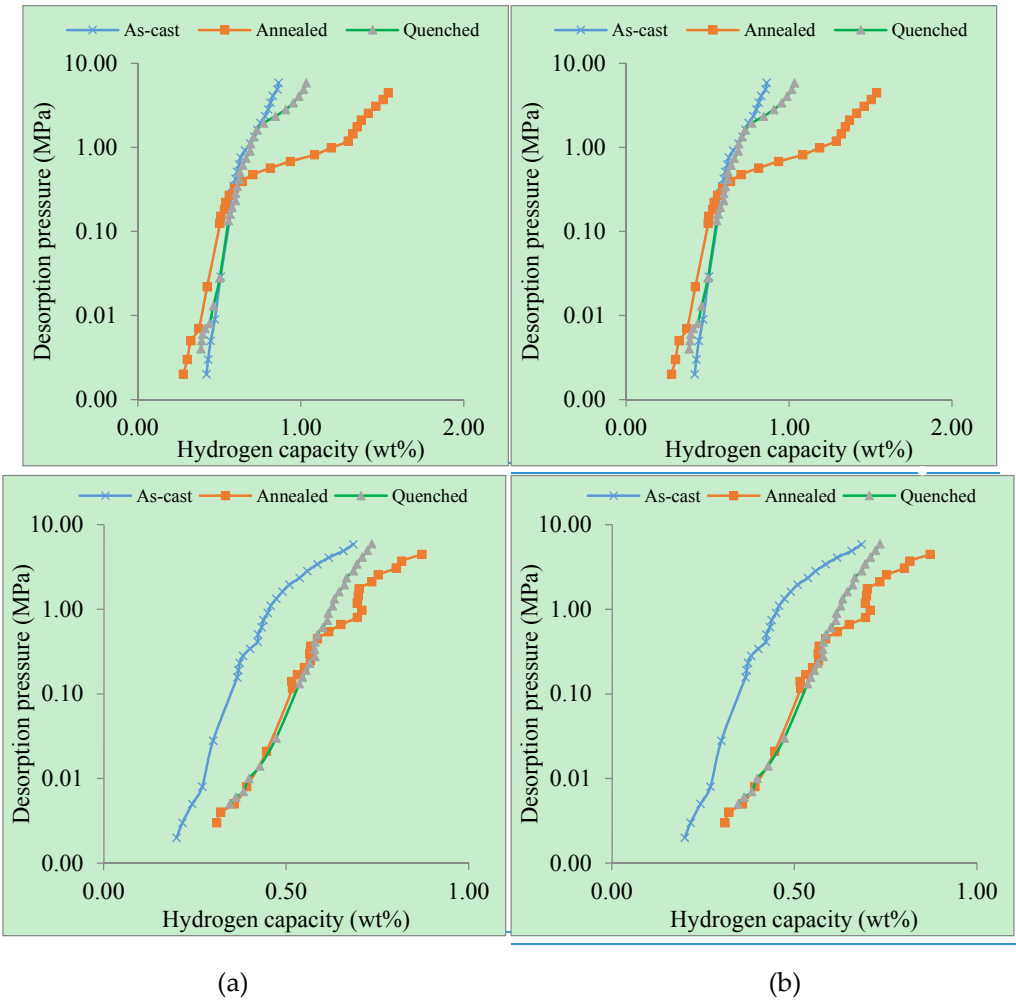 As-cast Annealed Quenched
10.00
1.00
0.10
0.01
0.00
0.00 1.00 2.00
Desorption pressure (MPa)
Hydrogen capacity (wt%)
As-cast Annealed Quenched
10.00
1.00
0.10
0.01
0.00
0.00 1.00 2.00
Desorption pressure (MPa)
Hydrogen capacity (wt%)
As-cast Annealed Quenched
10.00
1.00
0.10
0.01
0.00
0.00 0.50 1.00
Desorption pressure (MPa)
Hydrogen capacity (wt%)
As-cast Annealed Quenched
10.00
1.00
0.10
0.01
0.00
0.00 0.50 1.00
Desorption pressure (MPa)
Hydrogen capacity (wt%)
(a) (b)